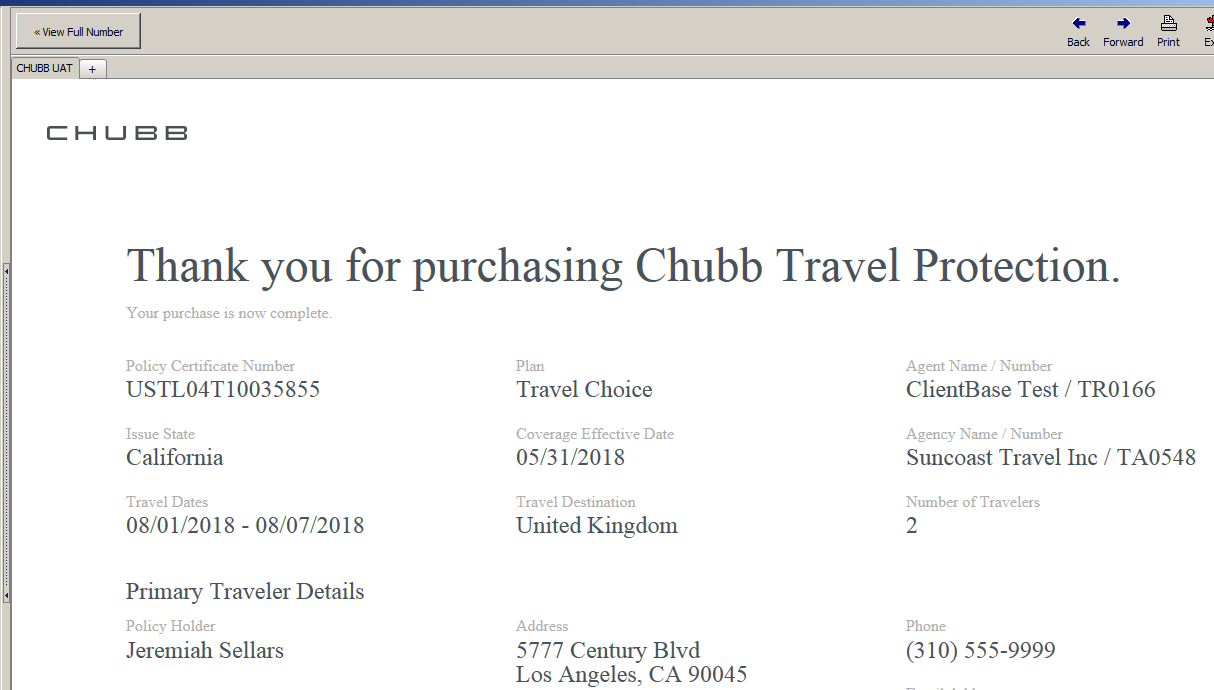 « View Full Number
Back Forward Print
CHUBB UAT +
CHUBB
Thank you for purchasing Chubb Travel Protection.
Your purchase is now complete.
Policy Certificate Number Plan Agent Name / Number
USTL04T10035855 Travel Choice ClientBase Test / TR0166
Issue State Coverage Effective Date Agency Name / Number
California 05/31/2018 Suncoast Travel Inc / TA0548
Travel Dates Travel Destination Number of Travelers
08/01/2018 - 08/07/2018 United Kingdom 2
Primary Traveler Details
Policy Holder Address Phone
Jeremiah Sellars 5777 Century Blvd (310) 555-9999
Los Angeles, CA 90045